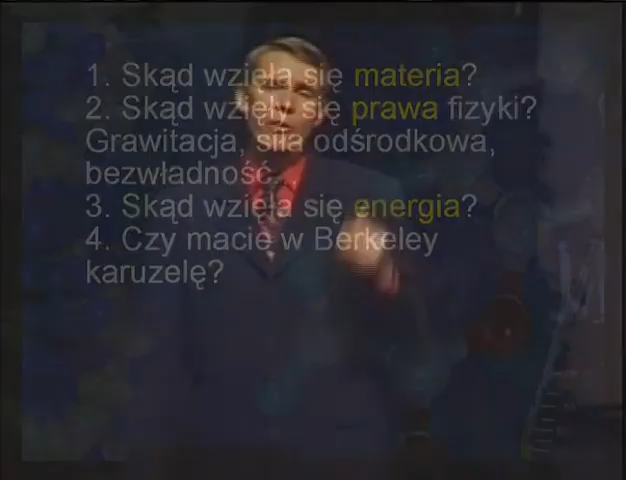 1. Skąd wzięła się materia?
2. Skąd wzięły się prawa fizyki?
Grawitacja, siła odśrodkowa,
bezwładność.
3. Skąd wzięła się energia?
4. Czy macie w Berkeley
karuzelę?